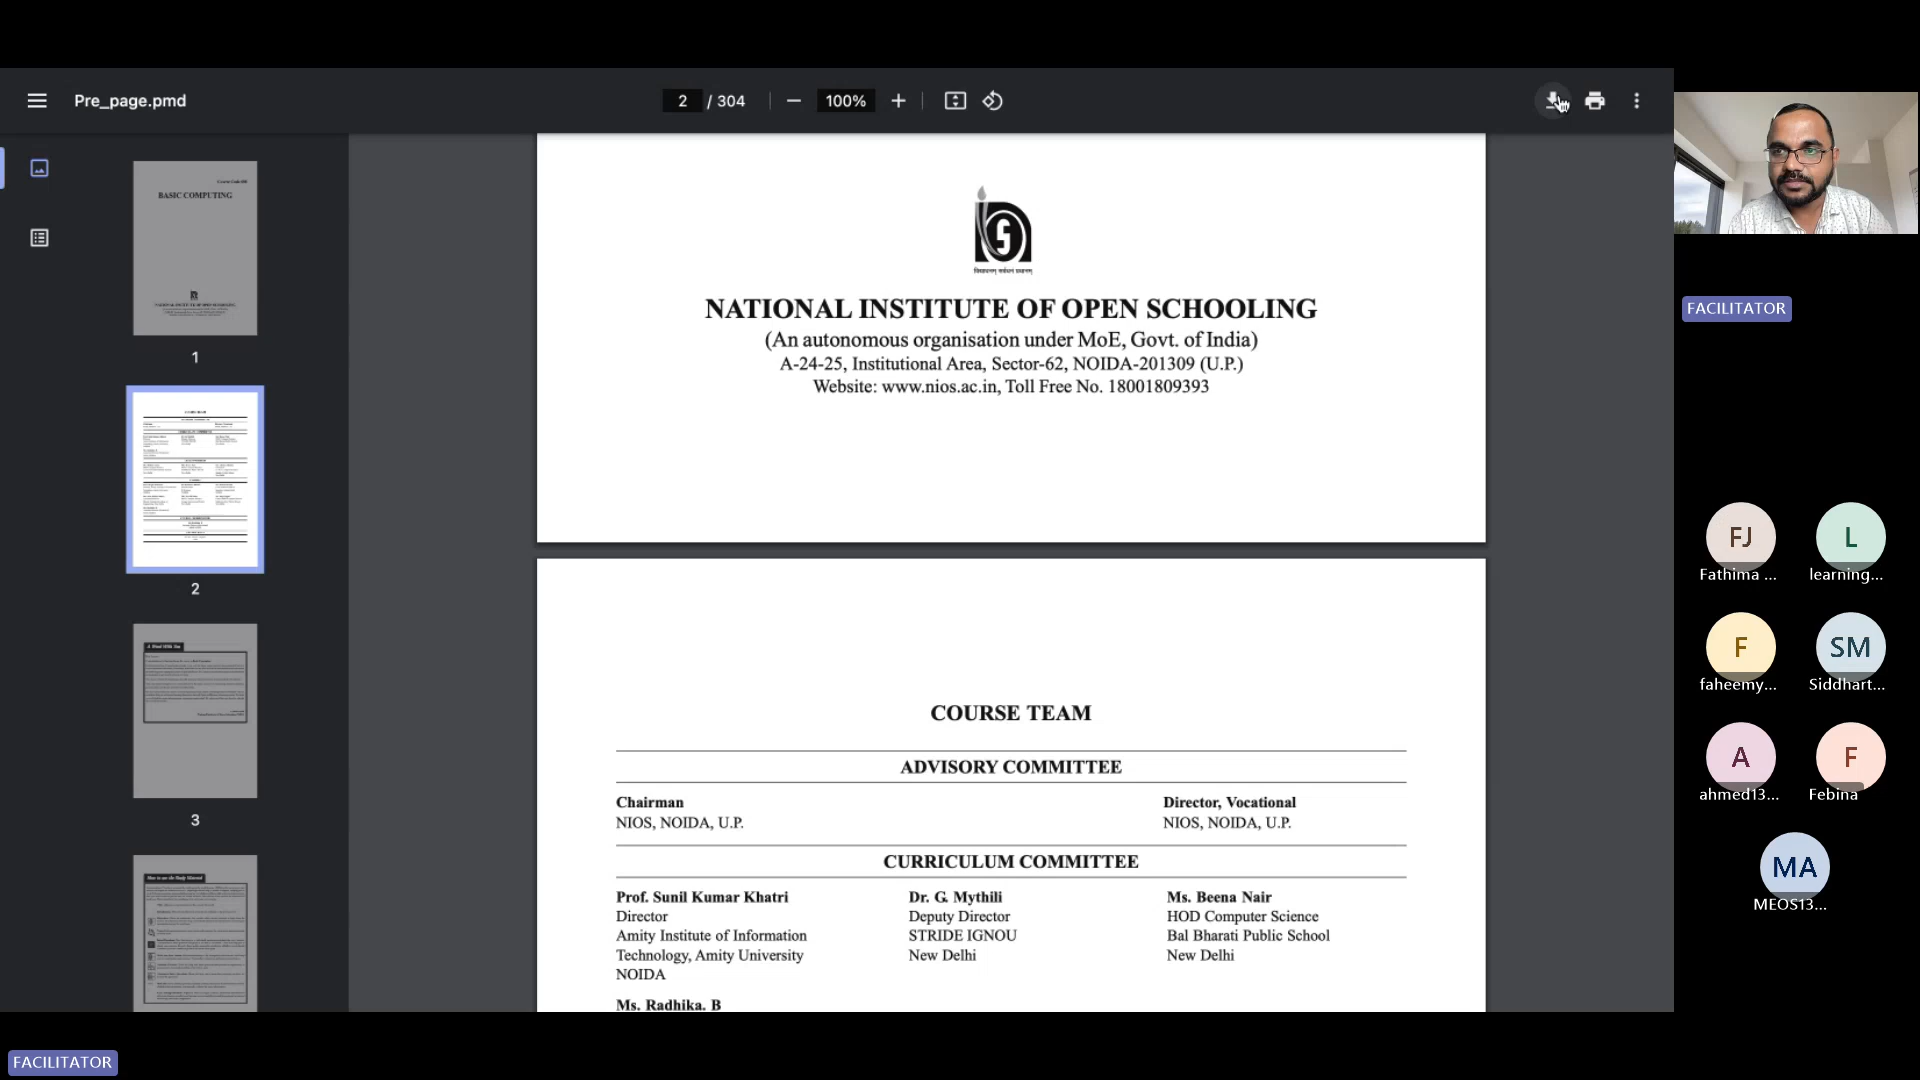 Pre_page.pmd
2 / 304
100%
BASIC COMPUTING
1
2
3
NATIONAL INSTITUTE OF OPEN SCHOOLING
(An autonomous organisation under MoE, Govt. of India)
A-24-25, Institutional Area, Sector-62, NOIDA-201309 (U.P.)
Website: www.nios.ac.in, Toll Free No. 18001809393
COURSE TEAM
ADVISORY COMMITTEE
Chairman
NIOS, NOIDA, U.P.
Director, Vocational
NIOS, NOIDA, U.P.
CURRICULUM COMMITTEE
Prof. Sunil Kumar Khatri
Director
Amity Institute of Information
Technology, Amity University
NOIDA
Dr. G. Mythili
Deputy Director
STRIDE IGNOU
New Delhi
Ms. Beena Nair
HOD Computer Science
Bal Bharati Public School
New Delhi
Ms. Radhika. B
FACILITATOR
FJ
Fathima ...
L
learning...
F
faheemy...
SM
Siddhart...
A
ahmed13...
F
Febina
MA
MEOS13...
FACILITATOR